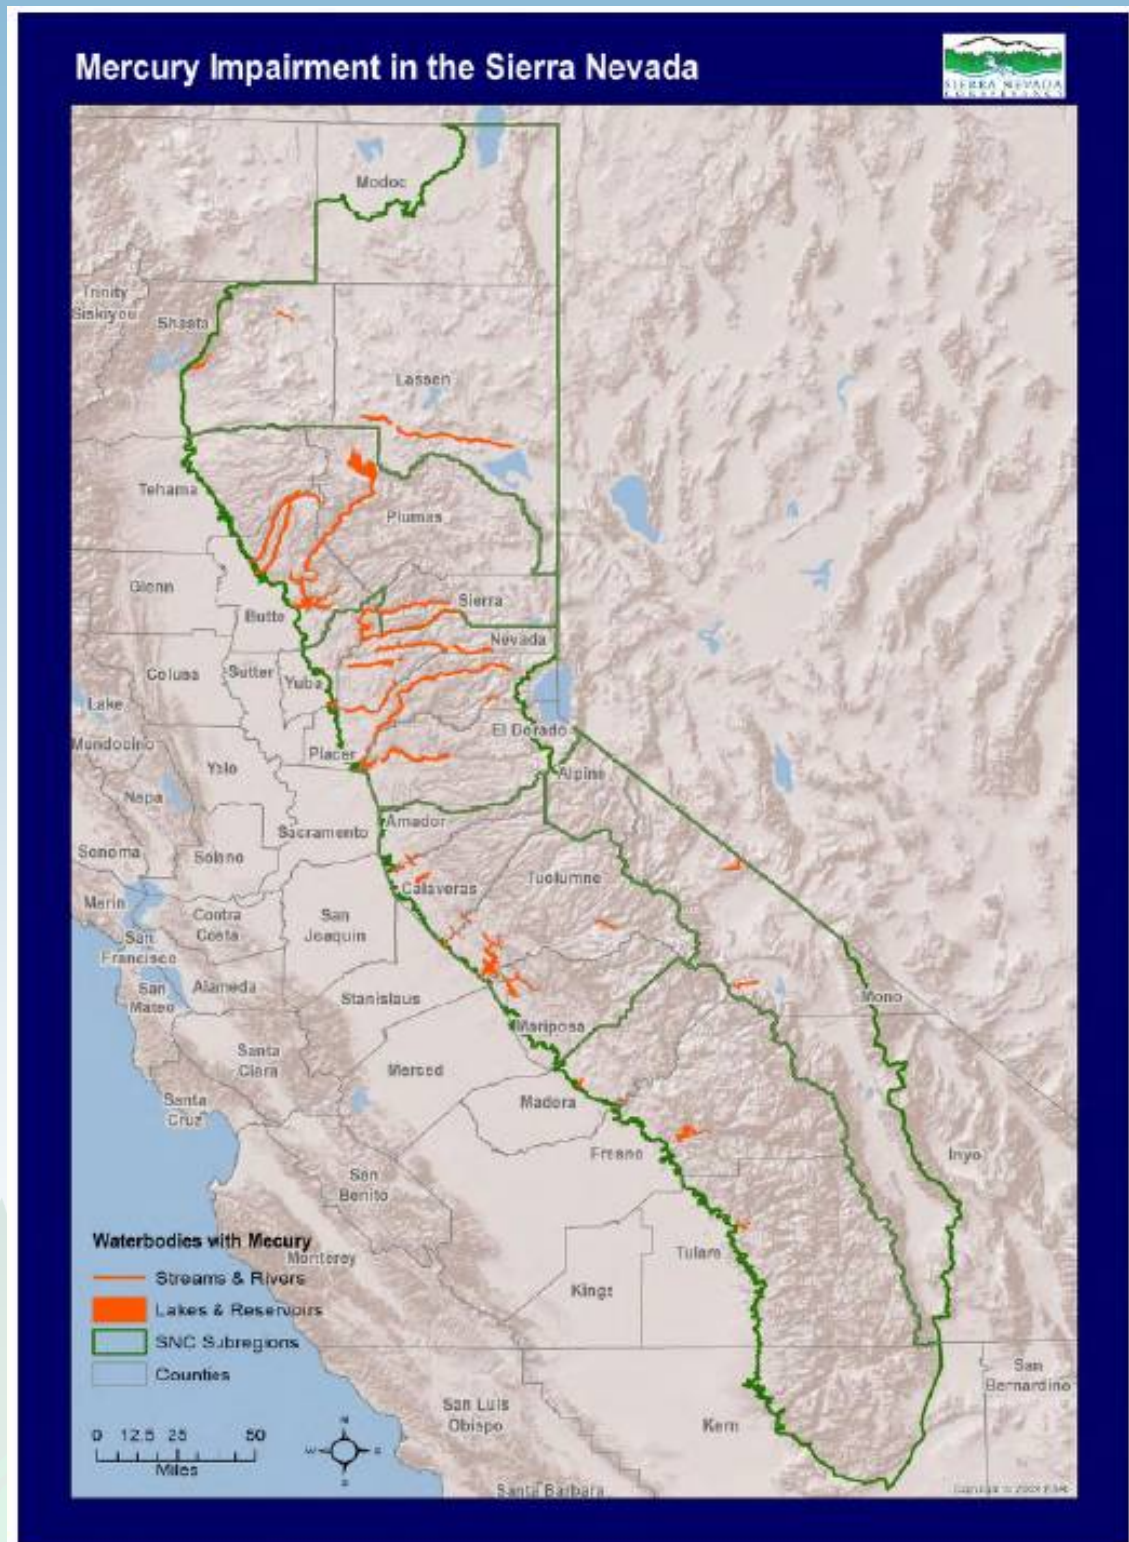 Mercury Impairment in the Sierra Nevada
SIERRA NEVADA
Modoc
Trinity
Siskiyou
Shasta
Lassen
Tehama
Plumas
Glenn
Sierra
Butte
Nevada
Colusa
Sutter
Yuba
Lake
El Dorado
Mendocino
Placer
Yolo
Alpine
Napa
Amador
Sacramento
Sonoma
Solano
Tuolumne
Calaveras
Marin
Contra
Costa
San
Joaquin
San
Francisco
San
Mateo
Alameda
Stanislaus
Mono
Mariposa
Santa
Clara
Merced
Santa
Cruz
Madera
Fresno
Inyo
San
Benito
Waterbodies with Mecury
Monterey
Tulare
Streams & Rivers
Kings
Lakes & Reservoirs
SNC Subregions
Counties
San
Bernardino
San Luis
Obispo
Kern
0 12.5 25 50
Miles
N
W E
S
Santa Barbara